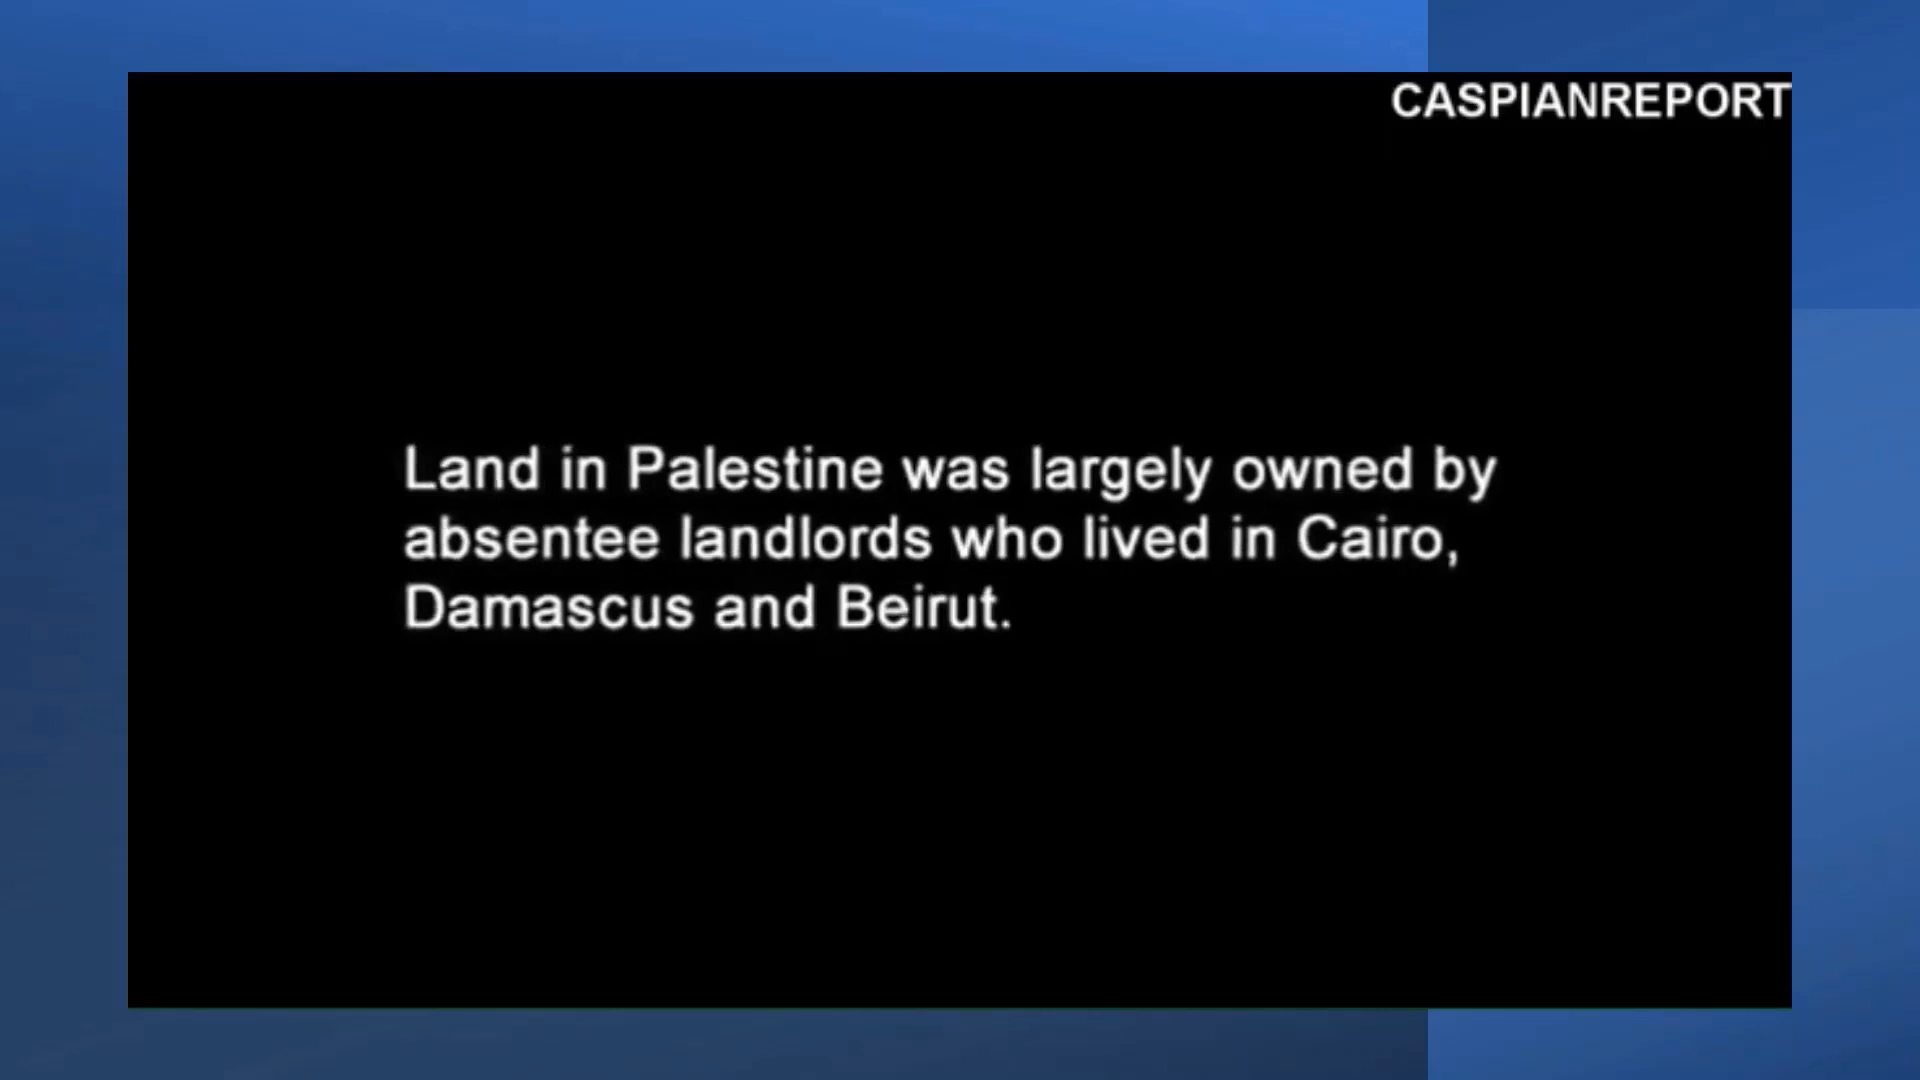 CASPIANREPORT
Land in Palestine was largely owned by
absentee landlords who lived in Cairo,
Damascus and Beirut.